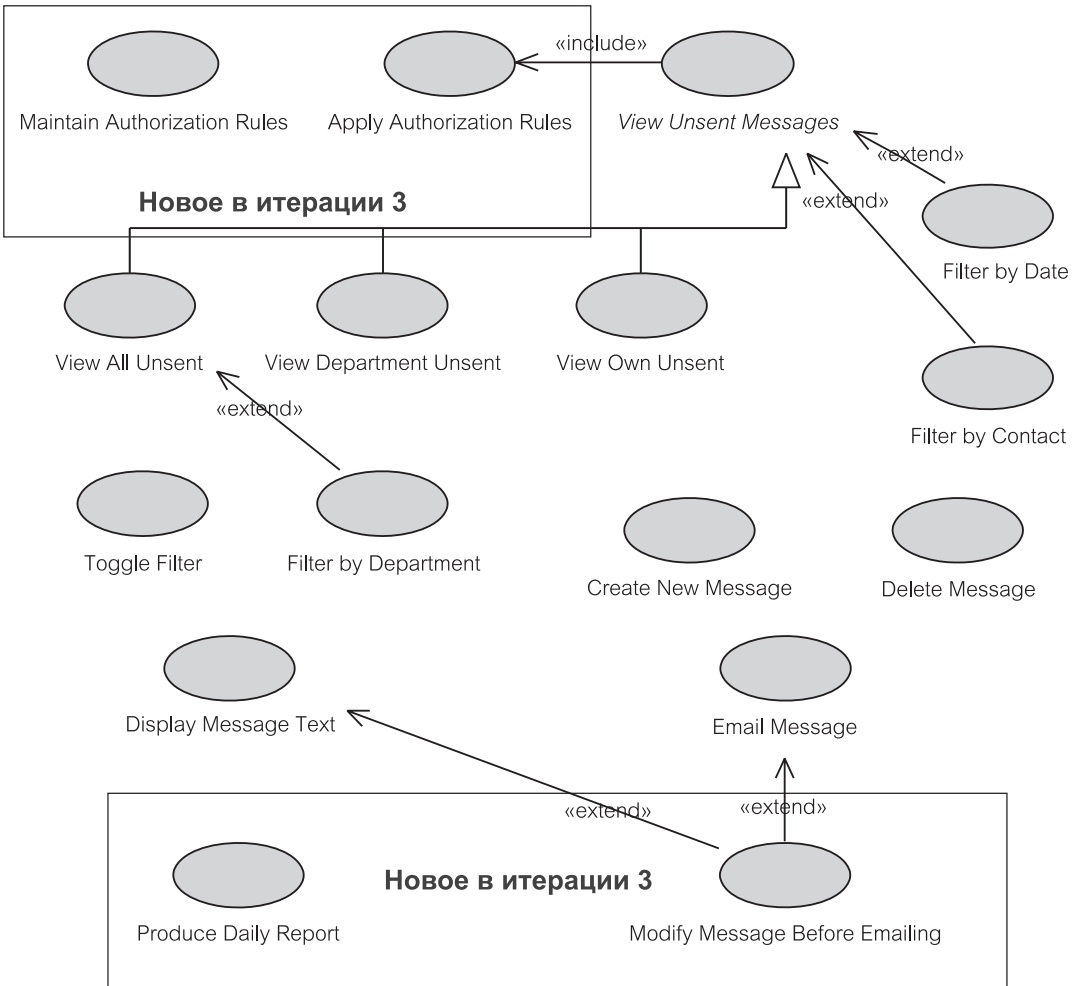 «include»
Maintain Authorization Rules
Apply Authorization Rules
View Unsent Messages
«extend»
Новое в итерации 3
«extend»
Filter by Date
View All Unsent
View Department Unsent
View Own Unsent
«extend»
Filter by Contact
Toggle Filter
Filter by Department
Create New Message
Delete Message
Display Message Text
Email Message
«extend»
«extend»
Новое в итерации 3
Produce Daily Report
Modify Message Before Emailing